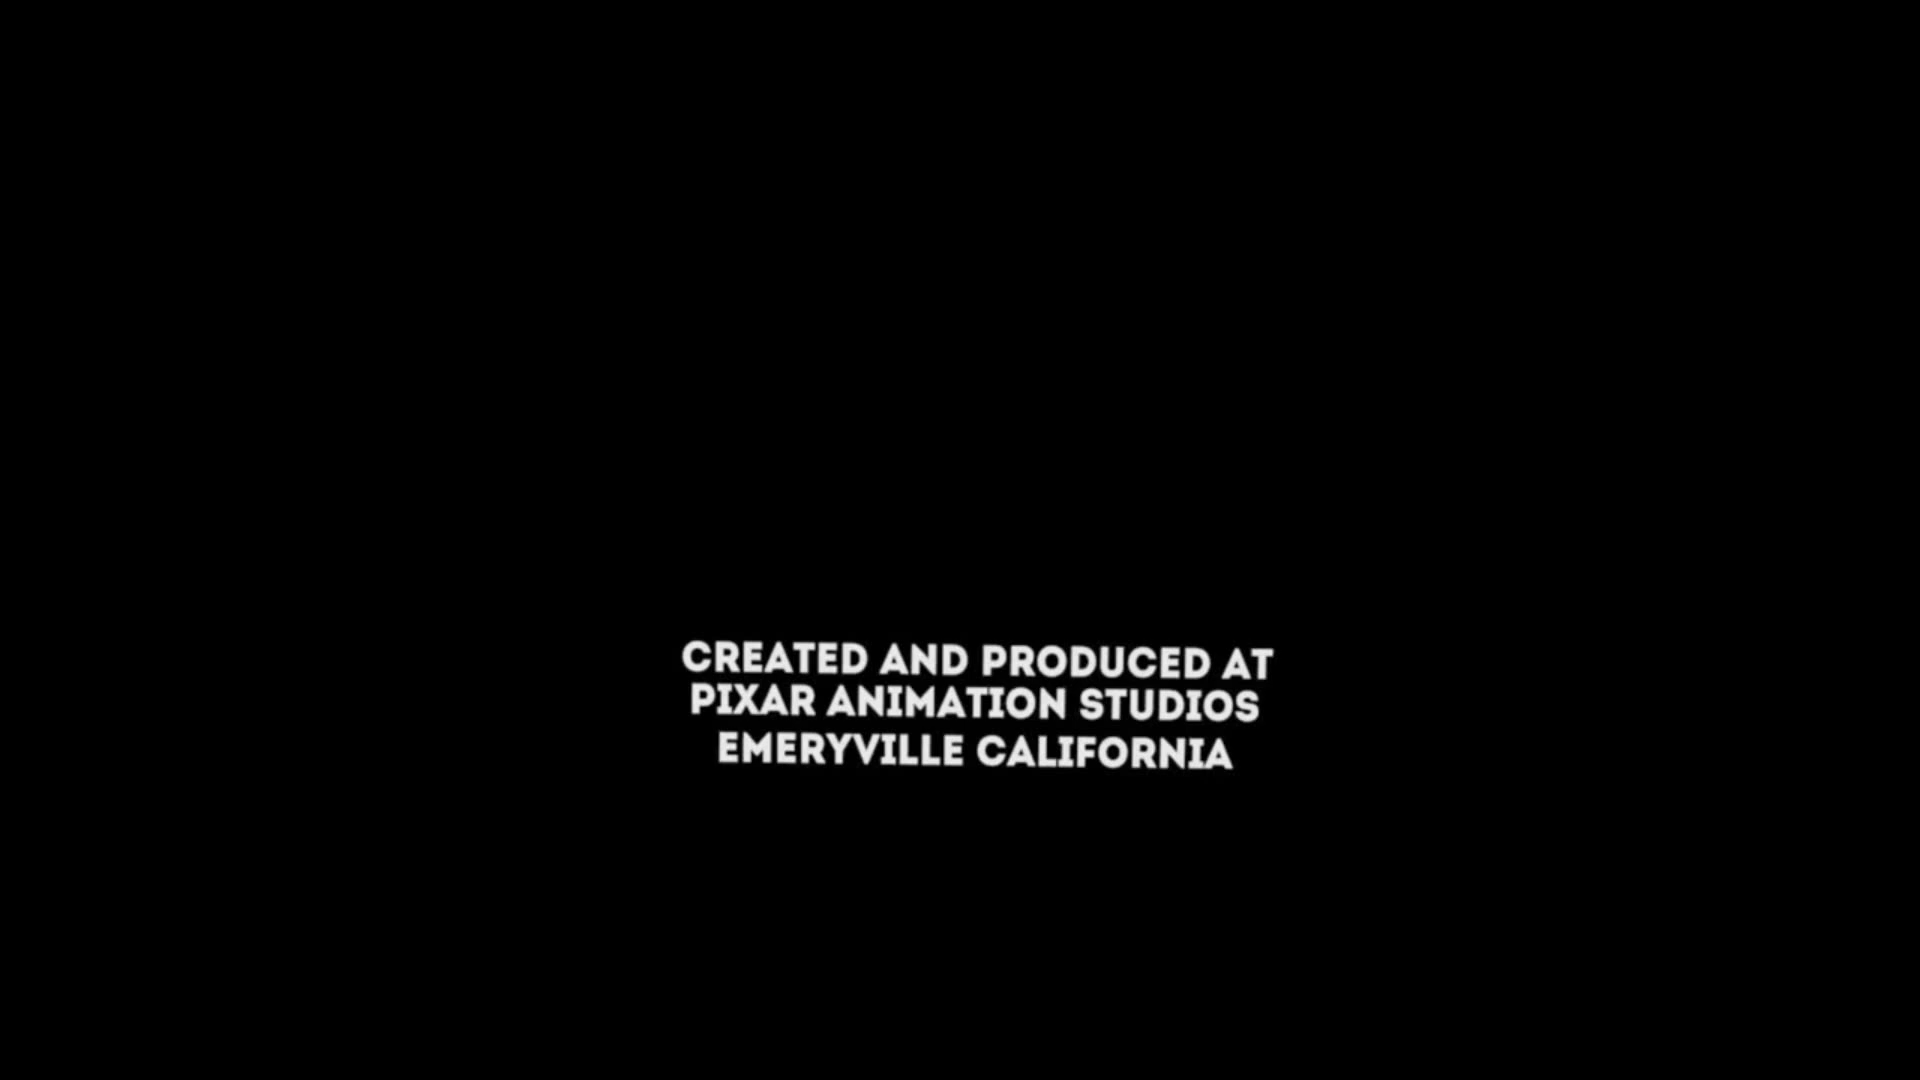 CREATED AND PRODUCED AT
PIXAR ANIMATION STUDIOS
EMERYVILLE CALIFORNIA